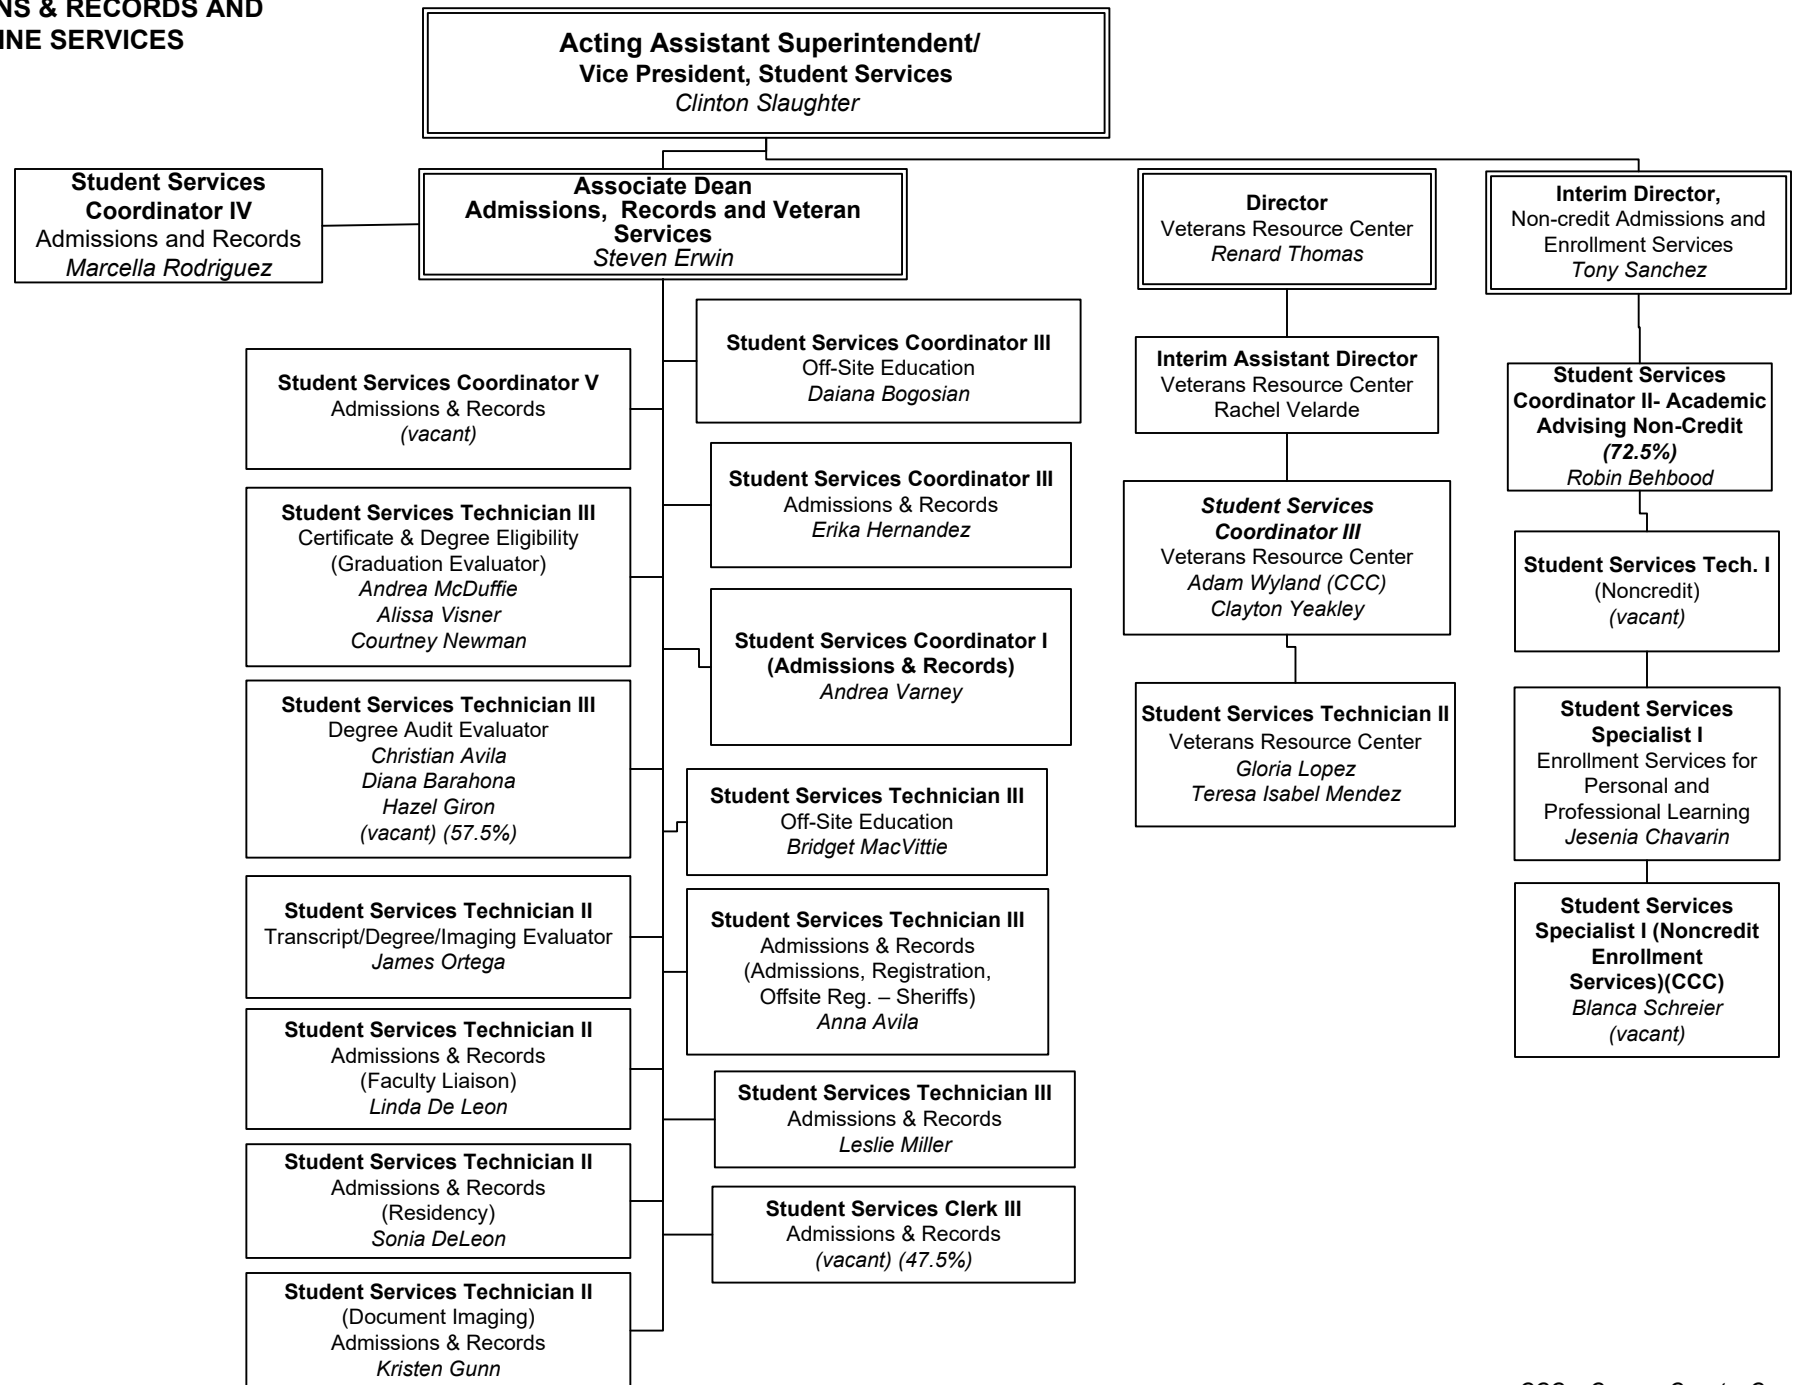 NS & RECORDS AND
INE SERVICES
Acting Assistant Superintendent/
Vice President, Student Services
Clinton Slaughter
Student Services
Coordinator IV
Admissions and Records
Marcella Rodriguez
Associate Dean
Admissions, Records and Veteran
Services
Steven Erwin
Director
Veterans Resource Center
Renard Thomas
Interim Director,
Non-credit Admissions and
Enrollment Services
Tony Sanchez
Student Services Coordinator V
Admissions & Records
(vacant)
Student Services Technician III
Certificate & Degree Eligibility
(Graduation Evaluator)
Andrea McDuffie
Alissa Visner
Courtney Newman
Student Services Technician III
Degree Audit Evaluator
Christian Avila
Diana Barahona
Hazel Giron
(vacant) (57.5%)
Student Services Technician II
Transcript/Degree/Imaging Evaluator
James Ortega
Student Services Technician II
Admissions & Records
(Faculty Liaison)
Linda De Leon
Student Services Technician II
Admissions & Records
(Residency)
Sonia DeLeon
Student Services Technician II
(Document Imaging)
Admissions & Records
Kristen Gunn
Student Services Coordinator III
Off-Site Education
Daiana Bogosian
Student Services Coordinator III
Admissions & Records
Erika Hernandez
Student Services Coordinator I
(Admissions & Records)
Andrea Varney
Student Services Technician III
Off-Site Education
Bridget MacVittie
Student Services Technician III
Admissions & Records
(Admissions, Registration,
Offsite Reg. – Sheriffs)
Anna Avila
Student Services Technician III
Admissions & Records
Leslie Miller
Student Services Clerk III
Admissions & Records
(vacant) (47.5%)
Interim Assistant Director
Veterans Resource Center
Rachel Velarde
Student Services
Coordinator III
Veterans Resource Center
Adam Wyland (CCC)
Clayton Yeakley
Student Services Technician II
Veterans Resource Center
Gloria Lopez
Teresa Isabel Mendez
Student Services
Coordinator II- Academic
Advising Non-Credit
(72.5%)
Robin Behbood
Student Services Tech. I
(Noncredit)
(vacant)
Student Services
Specialist I
Enrollment Services for
Personal and
Professional Learning
Jesenia Chavarin
Student Services
Specialist I (Noncredit
Enrollment
Services)(CCC)
Blanca Schreier
(vacant)